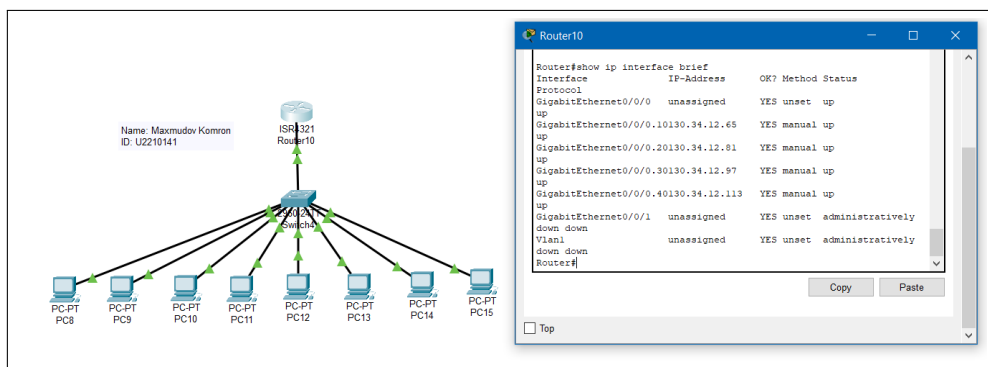 Name: Maxmudov Komron
ID: U2210141
ISR4321
Router10
Switch4
PC-PT
PC8
PC-PT
PC9
PC-PT
PC10
PC-PT
PC11
PC-PT
PC12
PC-PT
PC13
PC-PT
PC14
PC-PT
PC15
Router10
Router#show ip interface brief
Interface IP-Address OK? Method Status
Protocol
GigabitEthernet0/0/0 unassigned YES unset up
up
GigabitEthernet0/0/0.10130.34.12.65 YES manual up
up
GigabitEthernet0/0/0.20130.34.12.81 YES manual up
up
GigabitEthernet0/0/0.30130.34.12.97 YES manual up
up
GigabitEthernet0/0/0.40130.34.12.113 YES manual up
up
GigabitEthernet0/0/1 unassigned YES unset administratively
down down
Vlan1 unassigned YES unset administratively
down down
Router#
Copy Paste
Top